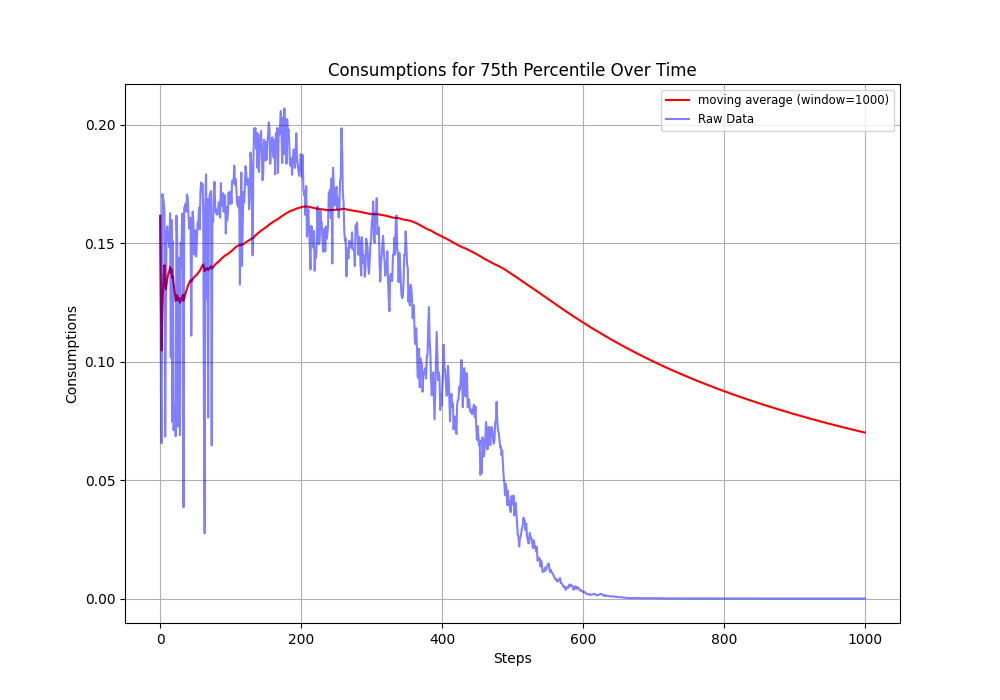 Consumptions for 75th Percentile Over Time
moving average (window=1000)
Raw Data
0.20
0.15
0.10
0.05
0.00
Consumptions
0 200 400 600 800 1000
Steps